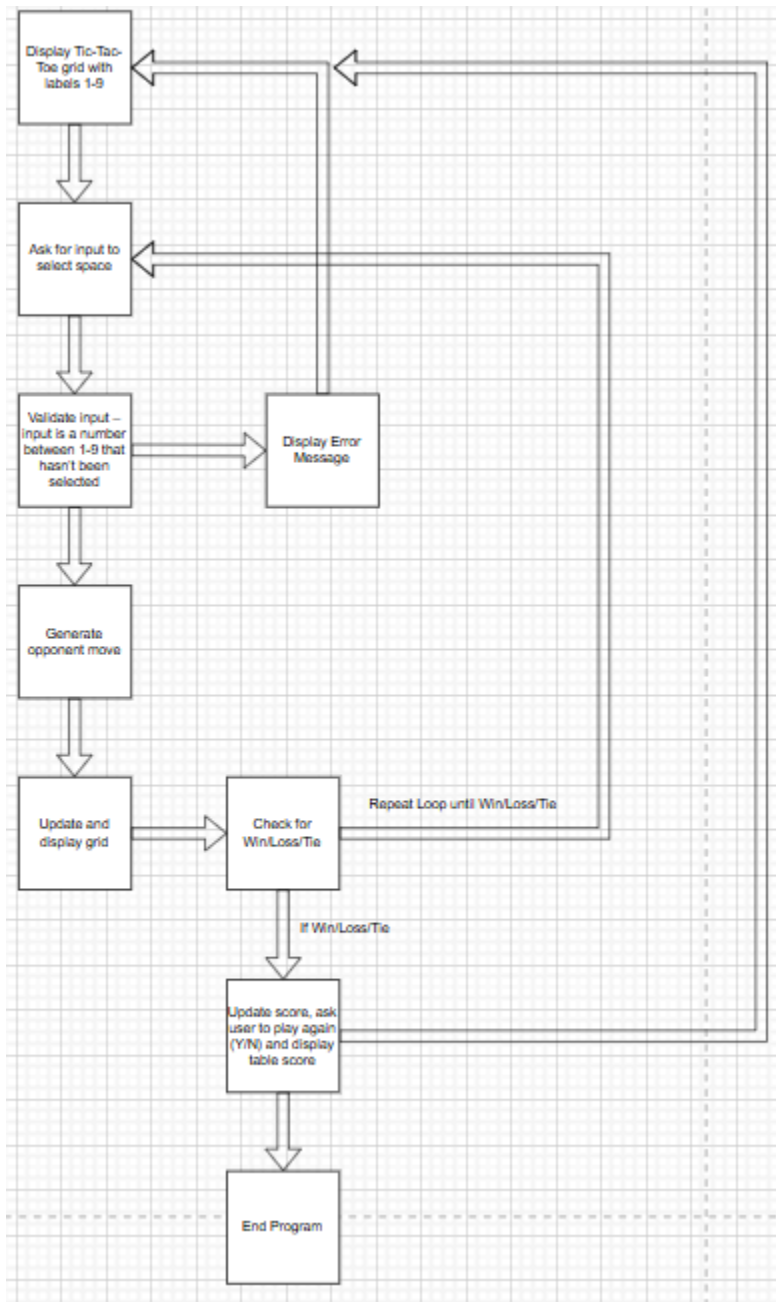 Display Tic-Tac-
Toe grid with
labels 1-9
Ask for input to
select space
Validate input –
input is a number
between 1-9 that
hasn't been
selected
Display Error
Message
Generate
opponent move
Update and
display grid
Check for
Win/Loss/Tie
Repeat Loop until Win/Loss/Tie
If Win/Loss/Tie
Update score, ask
user to play again
(Y/N) and display
table score
End Program